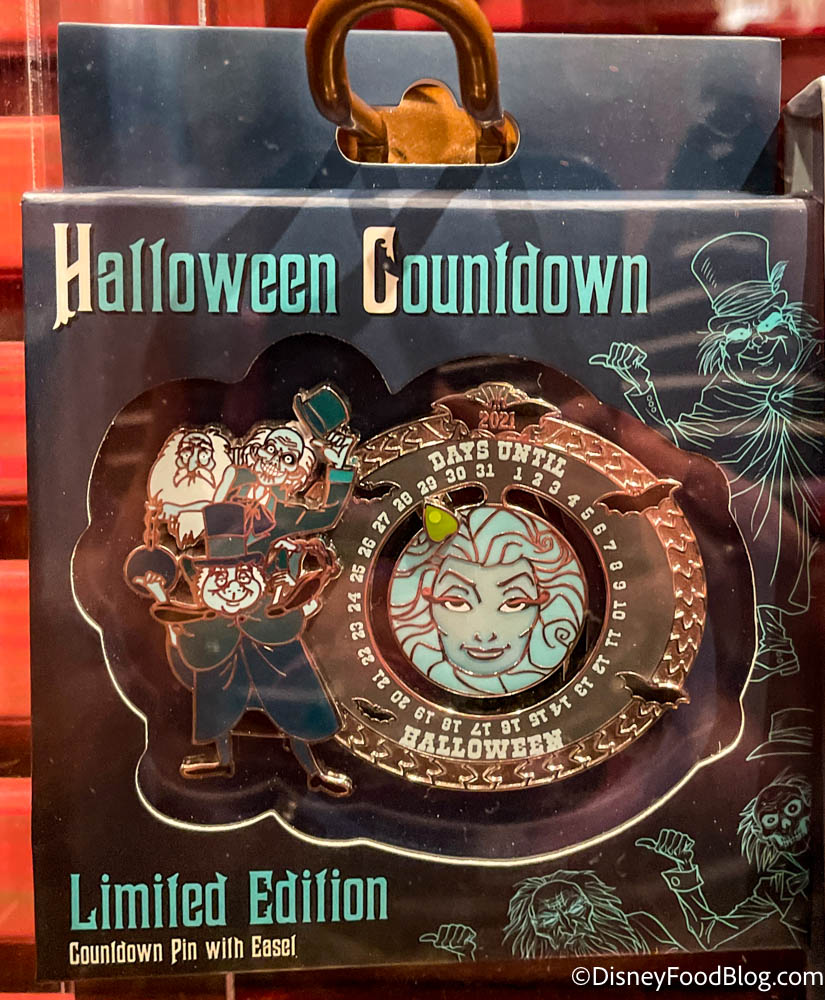 Halloween Countdown
2021
DAYS UNTIL
1 2 3 4 5 6 7 8 9 10 11 12 13 14 15 16 17 18 19 20 21 22 23 24 25 26 27 28 29 30 31
HALLOWEEN
Limited Edition
Countdown Pin with Easel
©DisneyFoodBlog.com